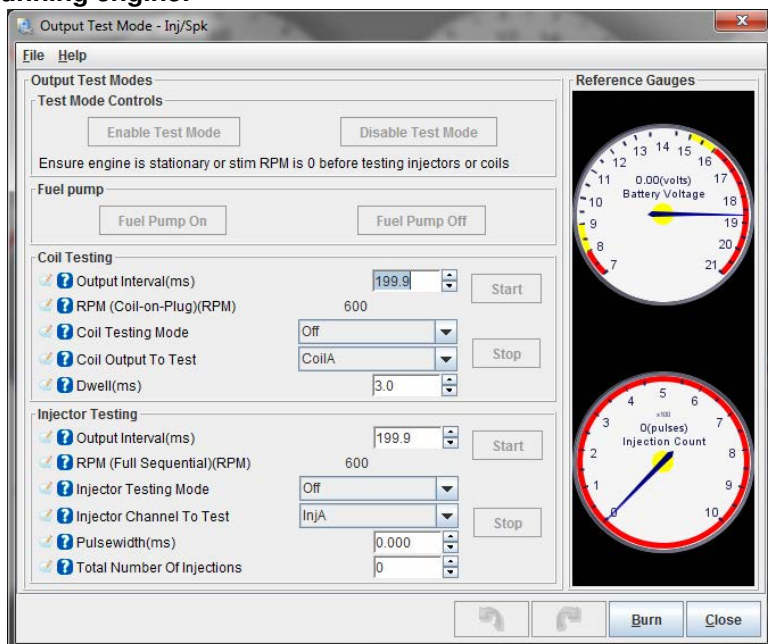 unning engine.
Output Test Mode - Inj/Spk
File Help
Output Test Modes
Test Mode Controls
Enable Test Mode Disable Test Mode
Ensure engine is stationary or stim RPM is 0 before testing injectors or coils
Fuel pump
Fuel Pump On Fuel Pump Off
Coil Testing
Output Interval(ms) 199.9 Start
RPM (Coil-on-Plug)(RPM) 600
Coil Testing Mode Off
Coil Output To Test CoilA Stop
Dwell(ms) 3.0
Injector Testing
Output Interval(ms) 199.9 Start
RPM (Full Sequential)(RPM) 600
Injector Testing Mode Off
Injector Channel To Test InjA Stop
Pulsewidth(ms) 0.000
Total Number Of Injections 0
Reference Gauges
7 8 9 10 11 12 13 14 15 16 17 18 19 20 21
0.00(volts)
Battery Voltage
0 1 2 3 4 5 6 7 8 9 10
x100
0(pulses)
Injection Count
Burn Close